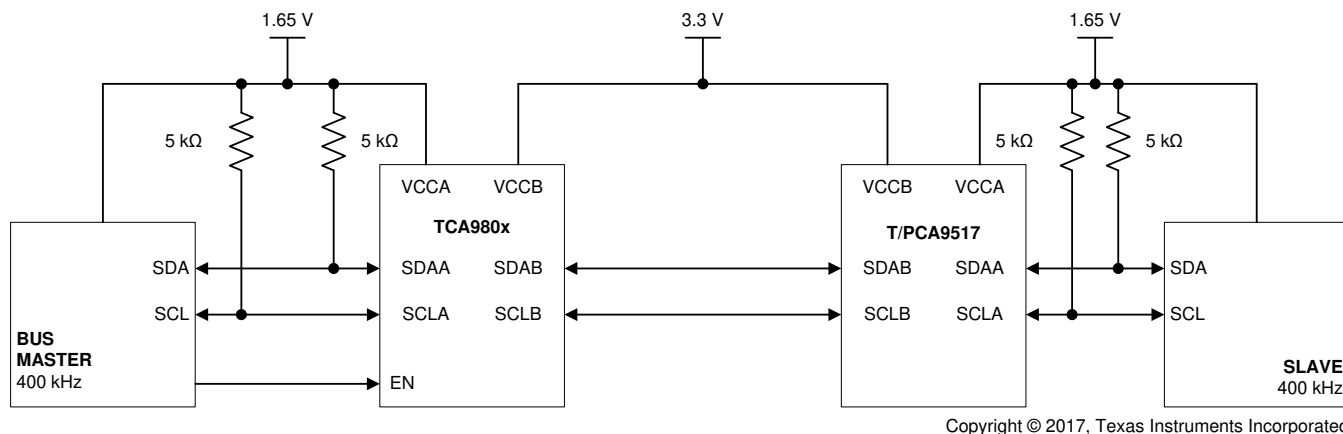 1.65 V
3.3 V
1.65 V
5 kΩ
5 kΩ
5 kΩ
5 kΩ
VCCA VCCB
TCA980x
SDAA SDAB
SCLA SCLB
EN
VCCB VCCA
T/PCA9517
SDAB SDAA
SCLB SCLA
SDA
SCL
BUS
MASTER
400 kHz
SDA
SCL
SLAVE
400 kHz
Copyright © 2017, Texas Instruments Incorporated